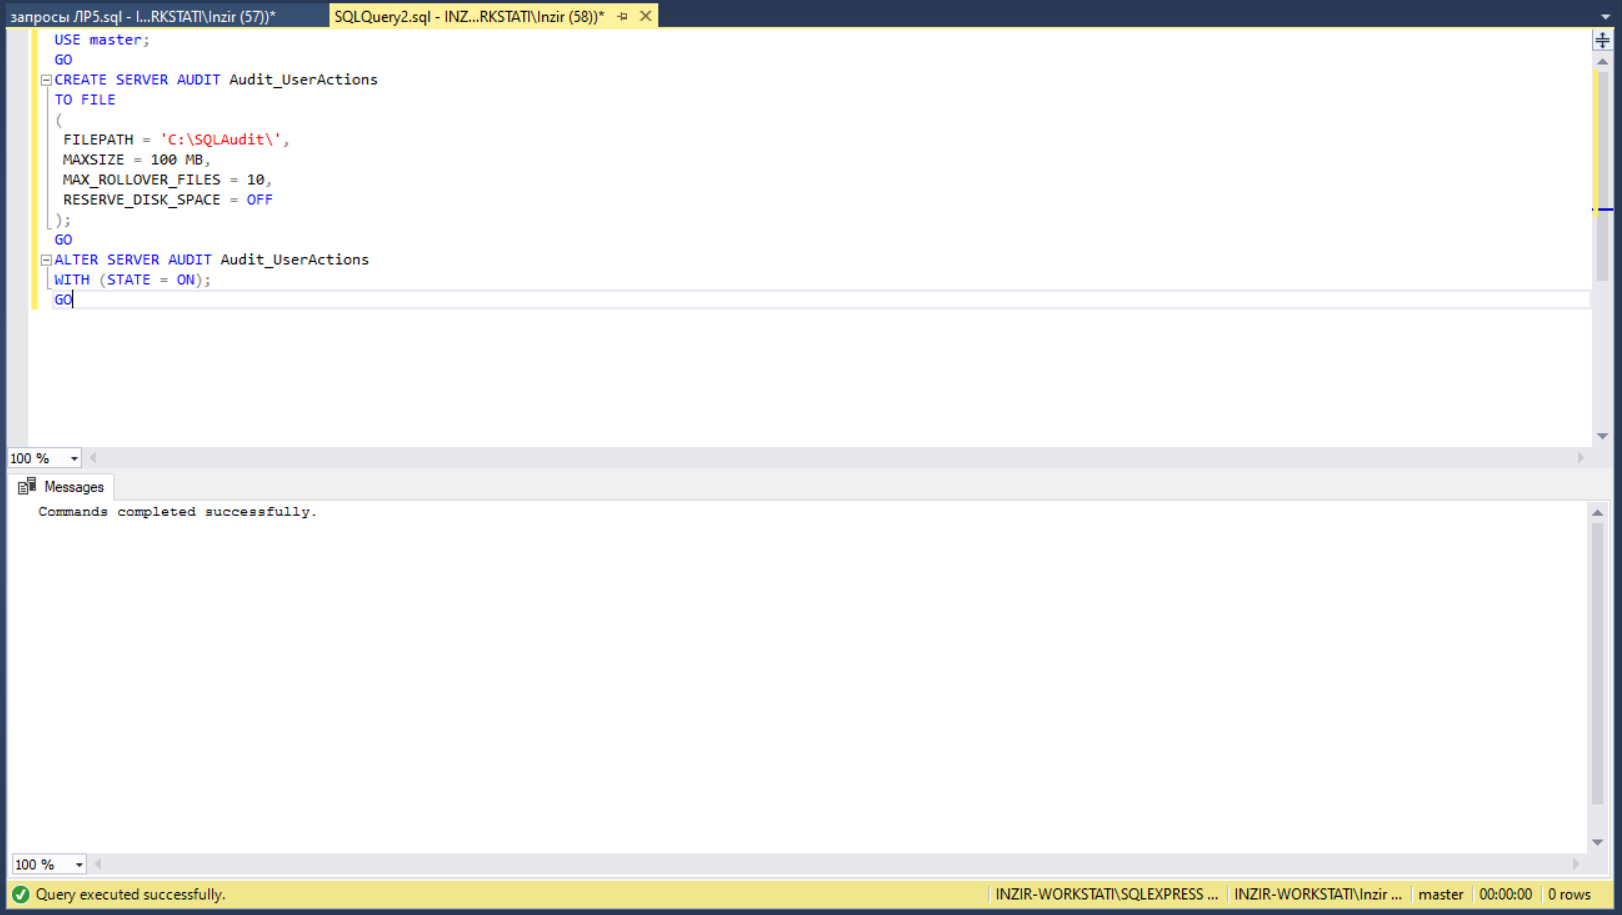 запросы ЛР5.sql - I...RKSTATI\Inzir (57))*
SQLQuery2.sql - INZ...RKSTATI\Inzir (58))*
USE master;
GO
CREATE SERVER AUDIT Audit_UserActions
TO FILE
(
FILEPATH = 'C:\SQLAudit\',
MAXSIZE = 100 MB,
MAX_ROLLOVER_FILES = 10,
RESERVE_DISK_SPACE = OFF
);
GO
ALTER SERVER AUDIT Audit_UserActions
WITH (STATE = ON);
GO
100 %
Messages
Commands completed successfully.
100 %
Query executed successfully.
INZIR-WORKSTATI\SQLEXPRESS ...
INZIR-WORKSTATI\Inzir ...
master
00:00:00
0 rows